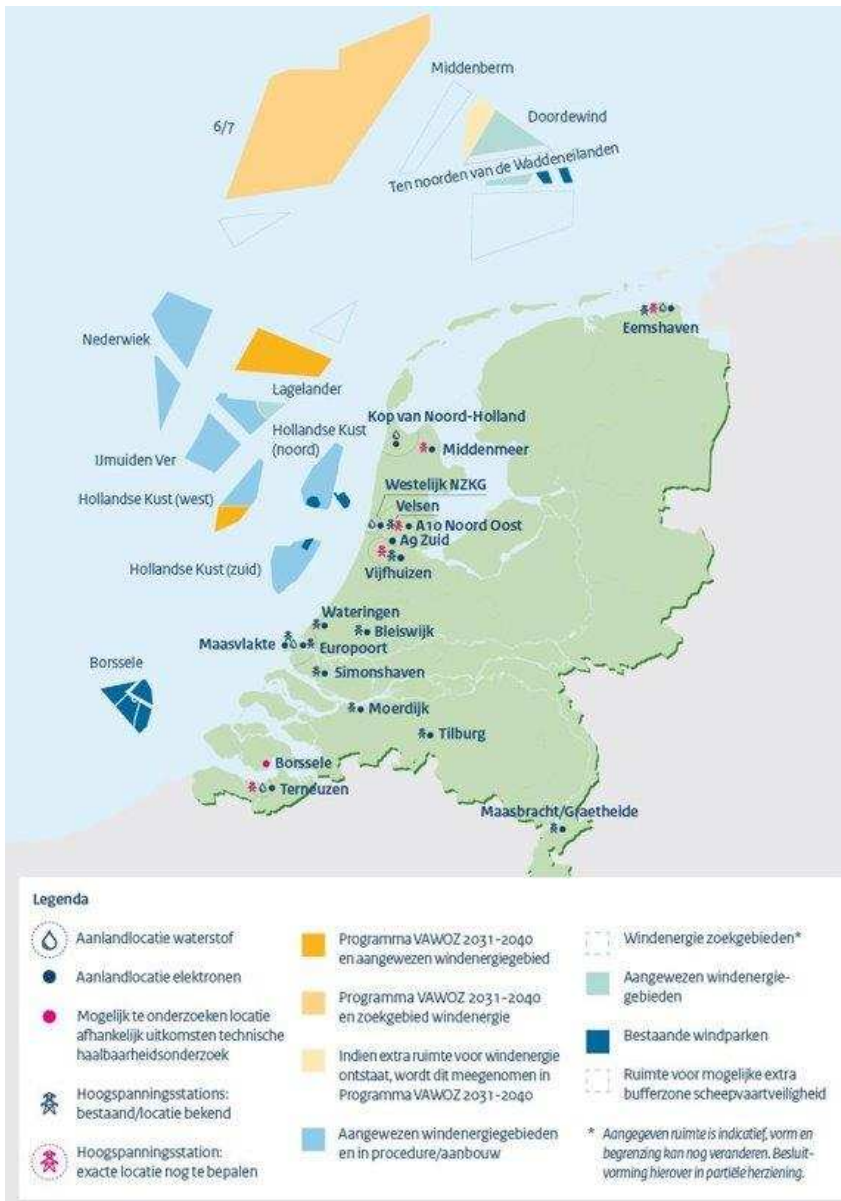 Middenberm
6/7
Doordewind
Ten noorden van de Waddeneilanden
Nederwiek
Eemshaven
Lagelander
Kop van Noord-Holland
Hollandse Kust
(noord)
Middenmeer
IJmuiden Ver
Westelijk NZKG
Hollandse Kust (west)
Velsen
A10 Noord Oost
A9 Zuid
Hollandse Kust (zuid)
Vijfhuizen
Wateringen
Bleiswijk
Maasvlakte
Europoort
Borssele
Simonshaven
Moerdijk
Tilburg
Borssele
Terneuzen
Maasbracht/Graetheide
Legenda
Aanlandlocatie waterstof
Aanlandlocatie elektronen
Mogelijk te onderzoeken locatie
afhankelijk uitkomsten technische
haalbaarheidsonderzoek
Hoogspanningsstations:
bestaand/locatie bekend
Hoogspanningsstation:
exacte locatie nog te bepalen
Programma VAWOZ 2031-2040
en aangewezen windenergiegebied
Programma VAWOZ 2031-2040
en zoekgebied windenergie
Indien extra ruimte voor windenergie
ontstaat, wordt dit meegenomen in
Programma VAWOZ 2031-2040
Aangewezen windenergiegebieden
en in procedure/aanbouw
Windenergie zoekgebieden*
Aangewezen windenergie-
gebieden
Bestaande windparken
Ruimte voor mogelijke extra
bufferzone scheepvaartveiligheid
* Aangegeven ruimte is indicatief, vorm en
begrenzing kan nog veranderen. Besluit-
vorming hierover in partiële herziening.